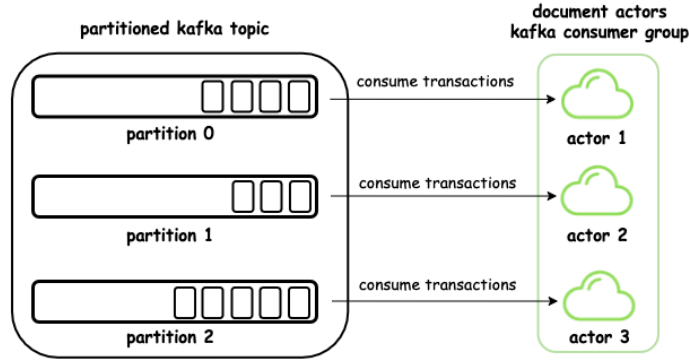 partitioned kafka topic
document actors
kafka consumer group
consume transactions
partition 0
actor 1
consume transactions
partition 1
actor 2
consume transactions
partition 2
actor 3